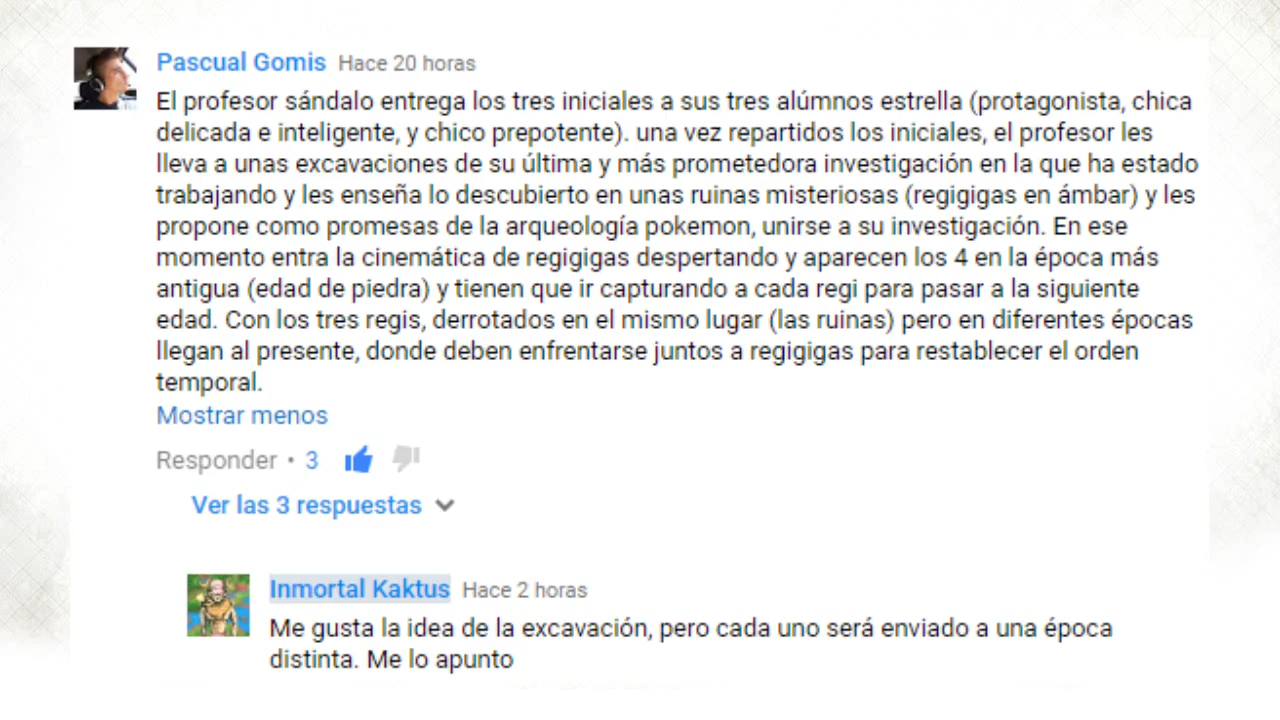 Pascual Gomis Hace 20 horas
El profesor sándalo entrega los tres iniciales a sus tres alúmnos estrella (protagonista, chica
delicada e inteligente, y chico prepotente). una vez repartidos los iniciales, el profesor les
lleva a unas excavaciones de su última y más prometedora investigación en la que ha estado
trabajando y les enseña lo descubierto en unas ruinas misteriosas (regigigas en ámbar) y les
propone como promesas de la arqueología pokemon, unirse a su investigación. En ese
momento entra la cinemática de regigigas despertando y aparecen los 4 en la época más
antigua (edad de piedra) y tienen que ir capturando a cada regi para pasar a la siguiente
edad. Con los tres regis, derrotados en el mismo lugar (las ruinas) pero en diferentes épocas
llegan al presente, donde deben enfrentarse juntos a regigigas para restablecer el orden
temporal.
Mostrar menos
Responder • 3
Ver las 3 respuestas
Inmortal Kaktus Hace 2 horas
Me gusta la idea de la excavación, pero cada uno será enviado a una época
distinta. Me lo apunto